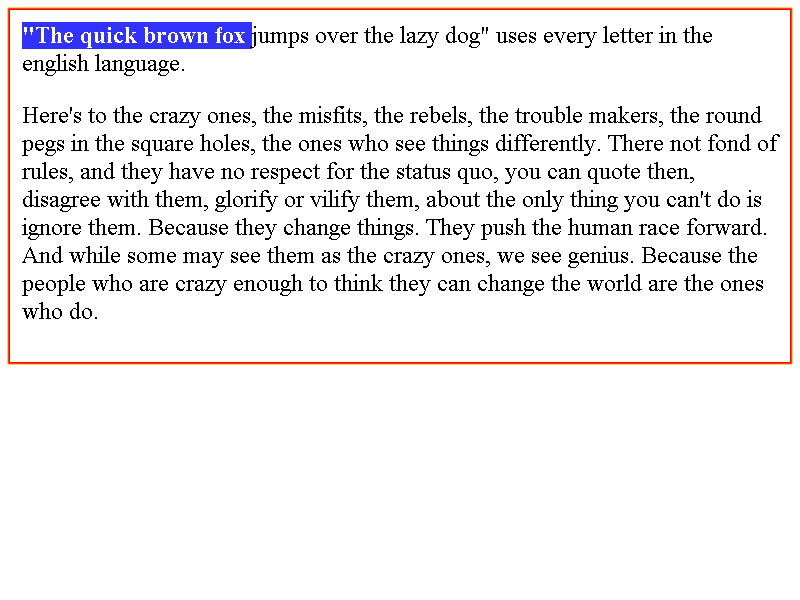 "The quick brown fox jumps over the lazy dog" uses every letter in the
english language.
Here's to the crazy ones, the misfits, the rebels, the trouble makers, the round
pegs in the square holes, the ones who see things differently. There not fond of
rules, and they have no respect for the status quo, you can quote then,
disagree with them, glorify or vilify them, about the only thing you can't do is
ignore them. Because they change things. They push the human race forward.
And while some may see them as the crazy ones, we see genius. Because the
people who are crazy enough to think they can change the world are the ones
who do.